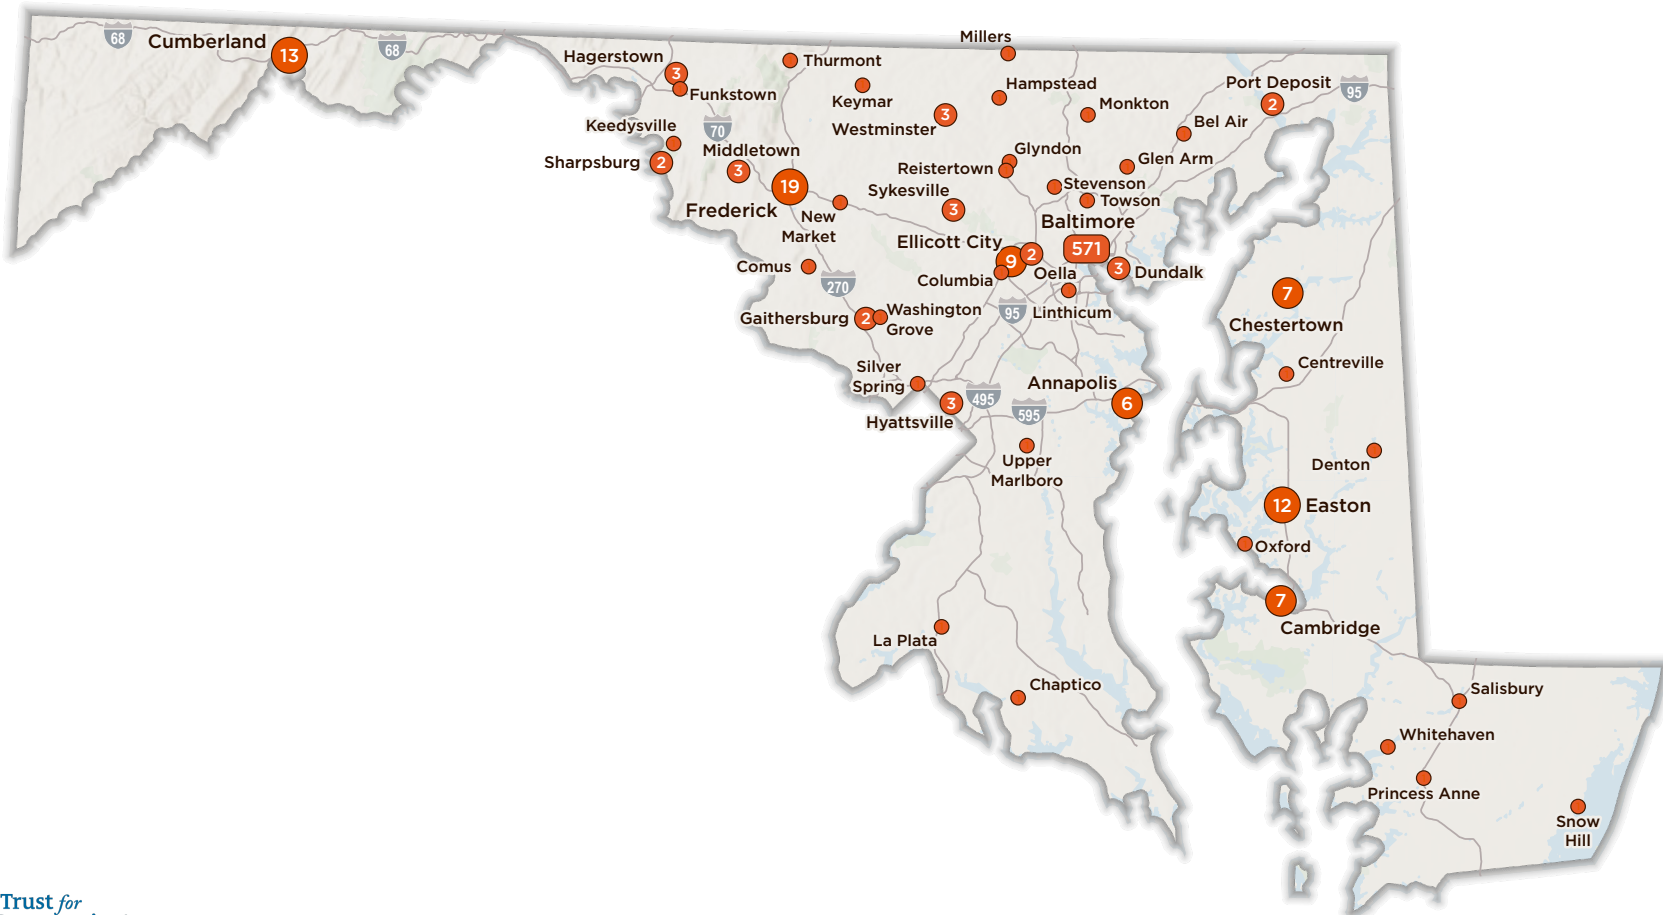 68
Cumberland
13
68
Hagerstown
3
Funkstown
Thurmont
Keymar
Millers
Hampstead
Westminster
3
Monkton
Port Deposit
2
95
Bel Air
Keedysville
Sharpsburg
2
70
Middletown
3
Frederick
19
New
Market
Glyndon
Reistertown
Glen Arm
Stevenson
Towson
Sykesville
3
Baltimore
571
Ellicott City
9
2
Oella
Columbia
3
Dundalk
Linthicum
95
Comus
270
Gaithersburg
2
Washington
Grove
Silver
Spring
3
Hyattsville
495
595
Annapolis
6
Upper
Marlboro
7
Chestertown
Centreville
Denton
12
Easton
Oxford
7
Cambridge
La Plata
Chaptico
Salisbury
Whitehaven
Princess Anne
Snow
Hill
Trust for